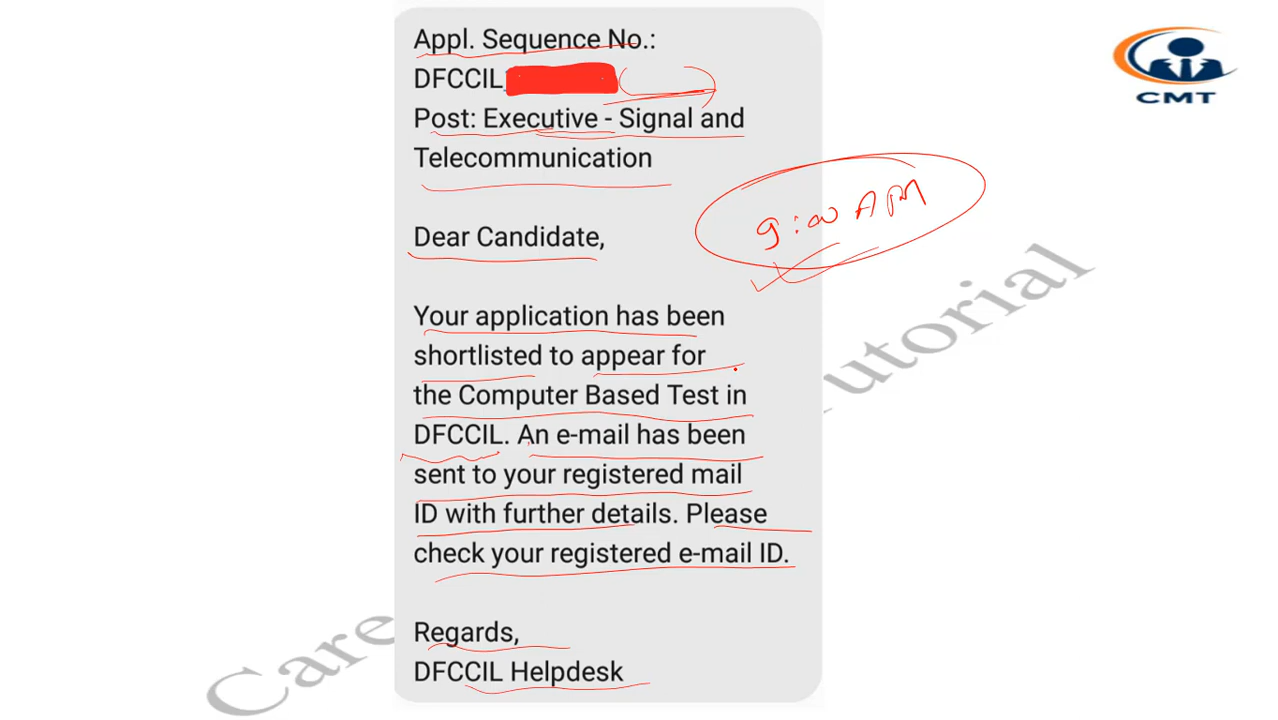 Appl. Sequence No.:
DFCCIL
Post: Executive - Signal and
Telecommunication
9:00 AM
Dear Candidate,
Your application has been
shortlisted to appear for
the Computer Based Test in
DFCCIL. An e-mail has been
sent to your registered mail
ID with further details. Please
check your registered e-mail ID.
Regards,
DFCCIL Helpdesk
CMT
Care
utorial